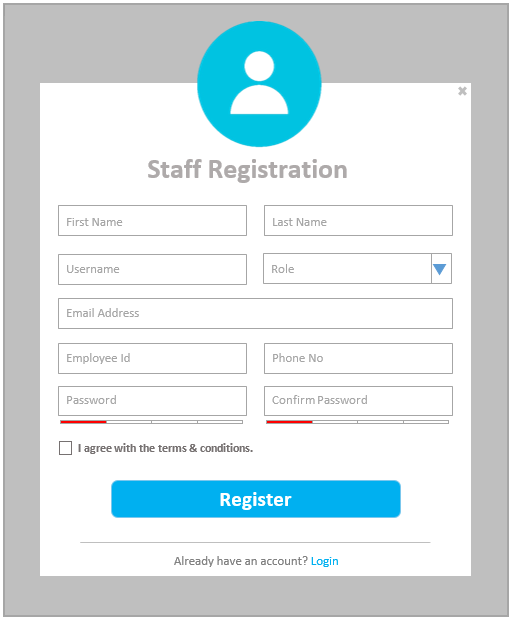 ✖
Staff Registration
First Name
Last Name
Username
Role
Email Address
Employee Id
Phone No
Password
Confirm Password
I agree with the terms & conditions.
Register
Already have an account? Login